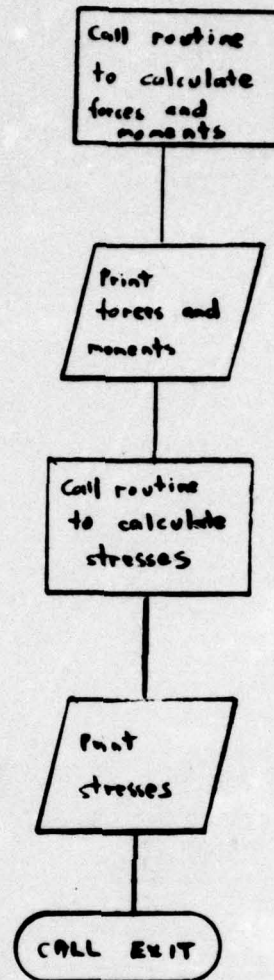 Call routine
to calculate
forces and
moments
Print
forces and
moments
Call routine
to calculate
stresses
Print
stresses
CALL EXIT